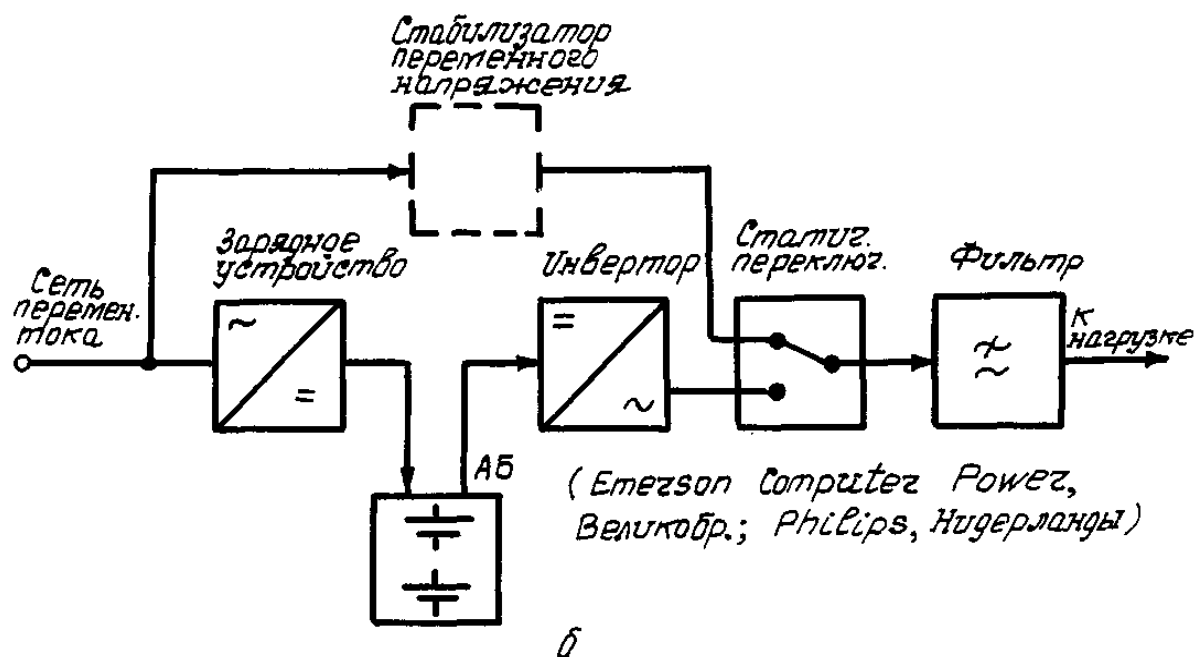 Стабилизатор
переменного
напряжения
Зарядное
устройство
Инвертор
Статич.
переключ.
Фильтр
Сеть
перемен.
тока
К
нагрузке
~
=
=
~
АБ
(Emerson Computer Power,
Великобр.; Philips, Нидерланды)
б